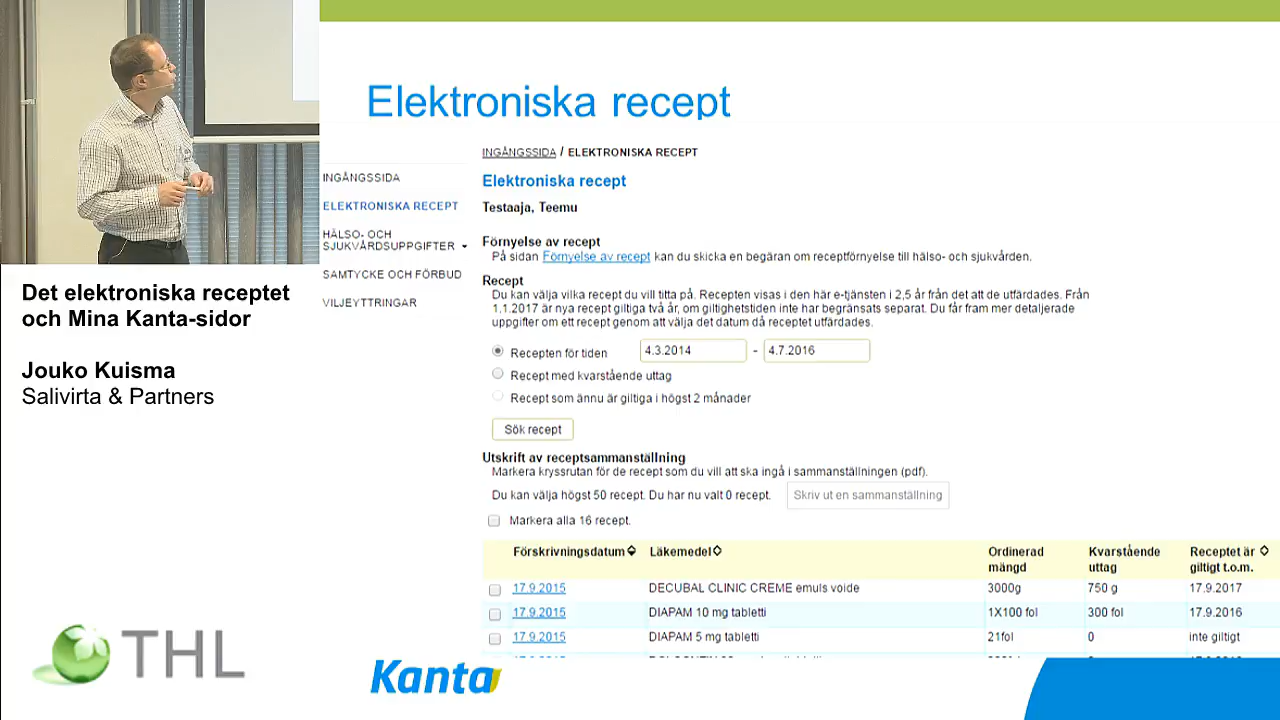 Elektroniska recept
INGÅNGSSIDA / ELEKTRONISKA RECEPT
INGÅNGSSIDA
ELEKTRONISKA RECEPT
HÄLSO- OCH
SJUKVÅRDSUPPGIFTER
SAMTYCKE OCH FÖRBUD
VILJEYTTRINGAR
Elektroniska recept
Testaaja, Teemu
Förnyelse av recept
På sidan Förnyelse av recept kan du skicka en begäran om receptförnyelse till hälso- och sjukvården.
Recept
Du kan välja vilka recept du vill titta på. Recepten visas i den här e-tjänsten i 2,5 år från det att de utfärdades. Från
1.1.2017 är nya recept giltiga två år, om giltighetstiden inte har begränsats separat. Du får fram mer detaljerade
uppgifter om ett recept genom att välja det datum då receptet utfärdades.
Recepten för tiden 4.3.2014 - 4.7.2016
Recept med kvarstående uttag
Recept som ännu är giltiga i högst 2 månader
Sök recept
Utskrift av receptsammanställning
Markera kryssrutan för de recept som du vill att ska ingå i sammanställningen (pdf).
Du kan välja högst 50 recept. Du har nu valt 0 recept. Skriv ut en sammanställning
Markera alla 16 recept.
Förskrivningsdatum Läkemedel Ordinerad mängd Kvarstående uttag Receptet är giltigt t.o.m.
17.9.2015 DECUBAL CLINIC CREME emuls voide 3000g 750 g 17.9.2017
17.9.2015 DIAPAM 10 mg tabletti 1X100 fol 300 fol 17.9.2016
17.9.2015 DIAPAM 5 mg tabletti 21fol 0 inte giltigt
Det elektroniska receptet
och Mina Kanta-sidor
Jouko Kuisma
Salivirta & Partners
THL
Kanta